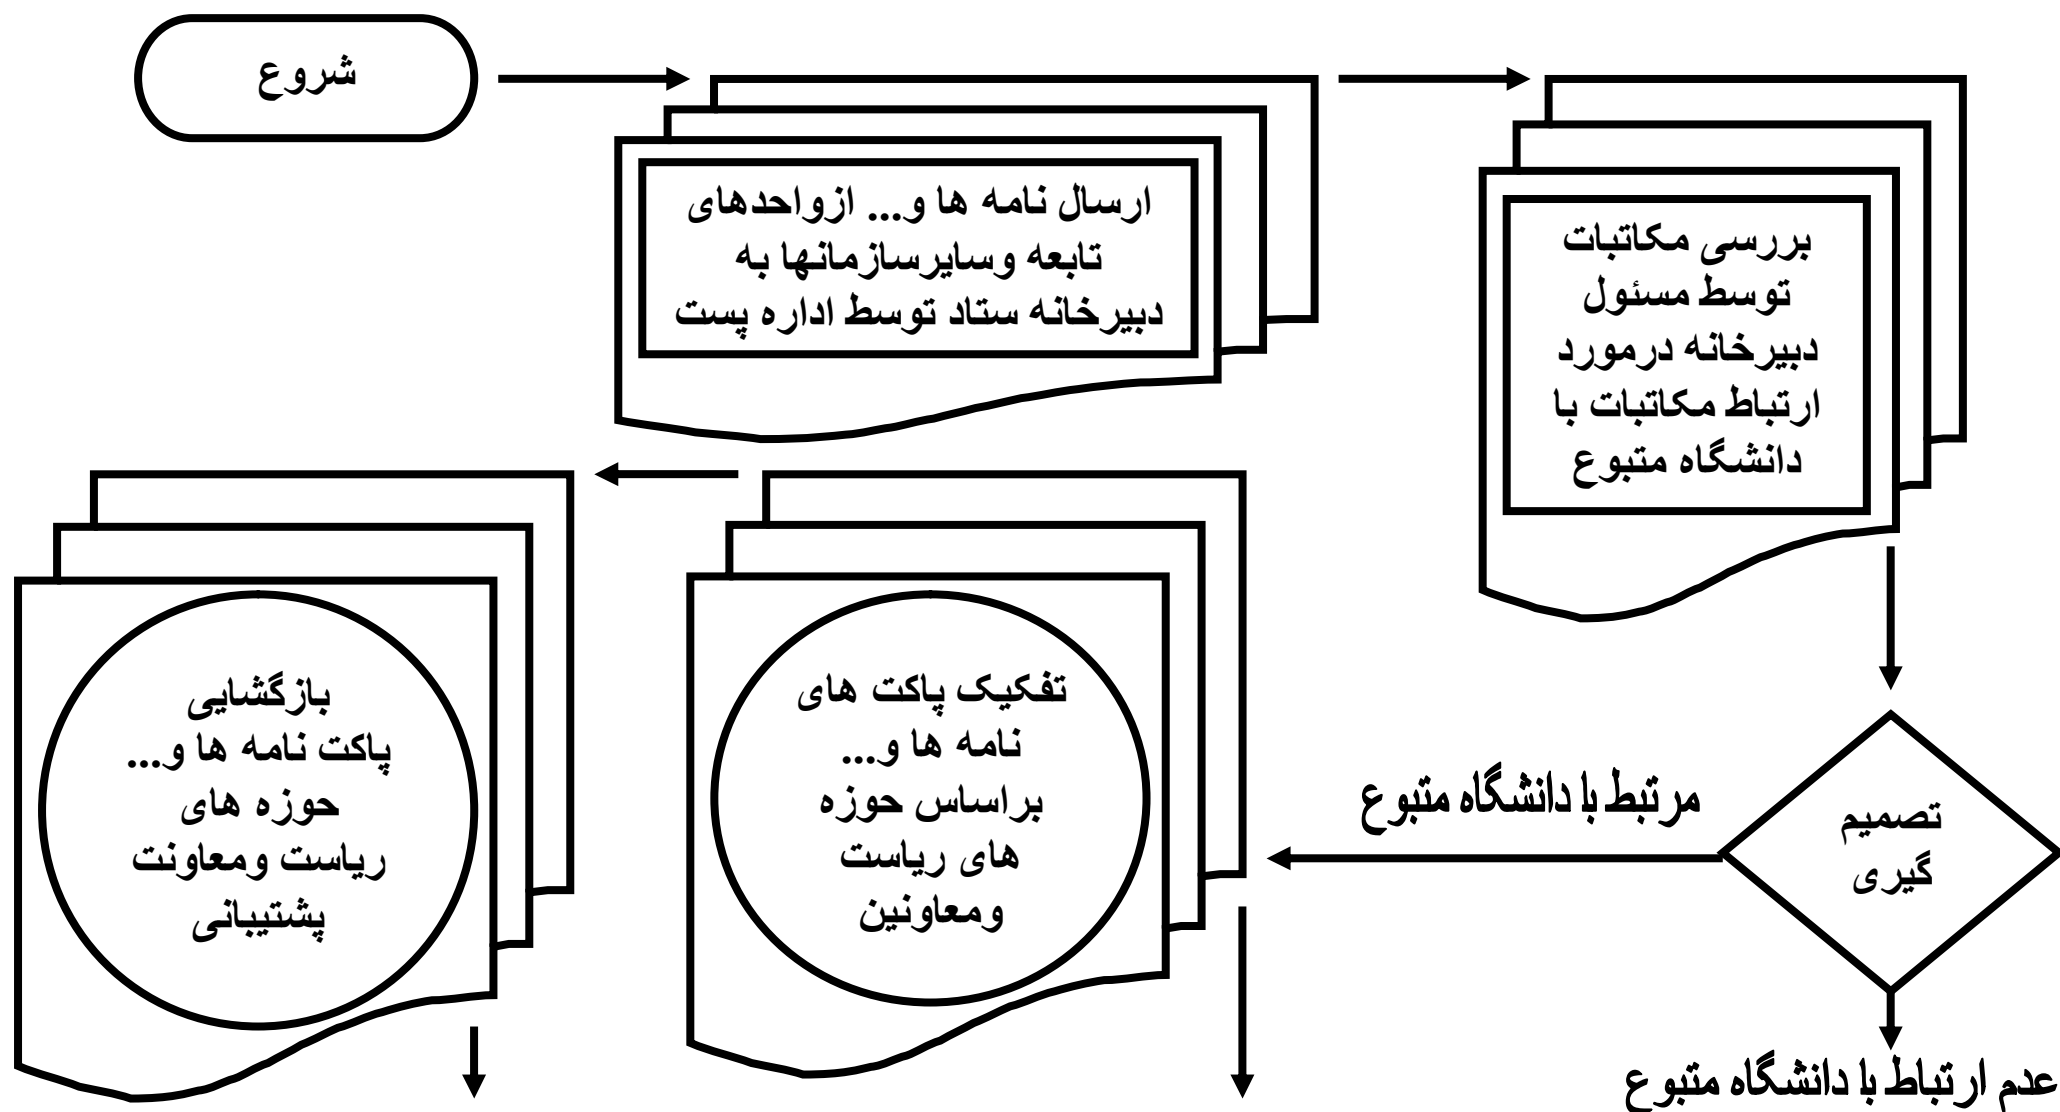 شروع
ارسال نامه ها و... ازواحدهای
تابعه وسایرسازمانها به
دبیرخانه ستاد توسط اداره پست
بررسی مکاتبات
توسط مسئول
دبیرخانه درمورد
ارتباط مکاتبات با
دانشگاه متبوع
تصمیم
گیری
مرتبط با دانشگاه متبوع
عدم ارتباط با دانشگاه متبوع
تفکیک پاکت های
نامه ها و...
براساس حوزه
های ریاست
ومعاونین
بازگشایی
پاکت نامه ها و...
حوزه های
ریاست ومعاونت
پشتیبانی